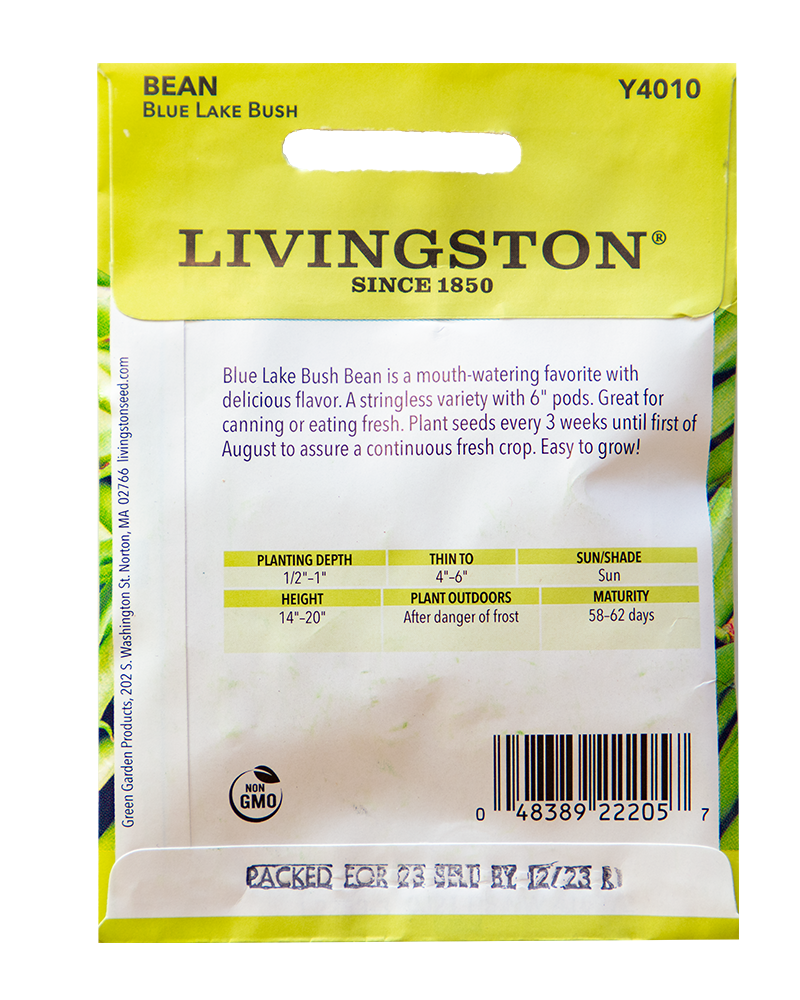 BEAN
BLUE LAKE BUSH
Y4010
LIVINGSTON®
SINCE 1850
Blue Lake Bush Bean is a mouth-watering favorite with
delicious flavor. A stringless variety with 6" pods. Great for
canning or eating fresh. Plant seeds every 3 weeks until first of
August to assure a continuous fresh crop. Easy to grow!
PLANTING DEPTH THIN TO SUN/SHADE
1/2"–1" 4"–6" Sun
HEIGHT PLANT OUTDOORS MATURITY
14"–20" After danger of frost 58–62 days
Green Garden Products, 202 S. Washington St. Norton, MA 02766 livingstonseed.com
NON
GMO
0 48389 22205 7
PACKED FOR 23 SELL BY 12/23